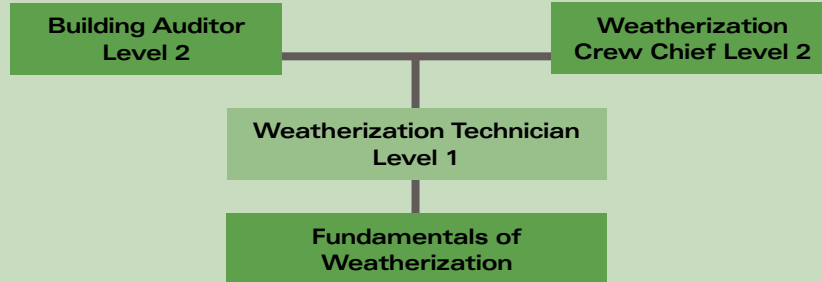 Building Auditor
Level 2
Weatherization
Crew Chief Level 2
Weatherization Technician
Level 1
Fundamentals of
Weatherization